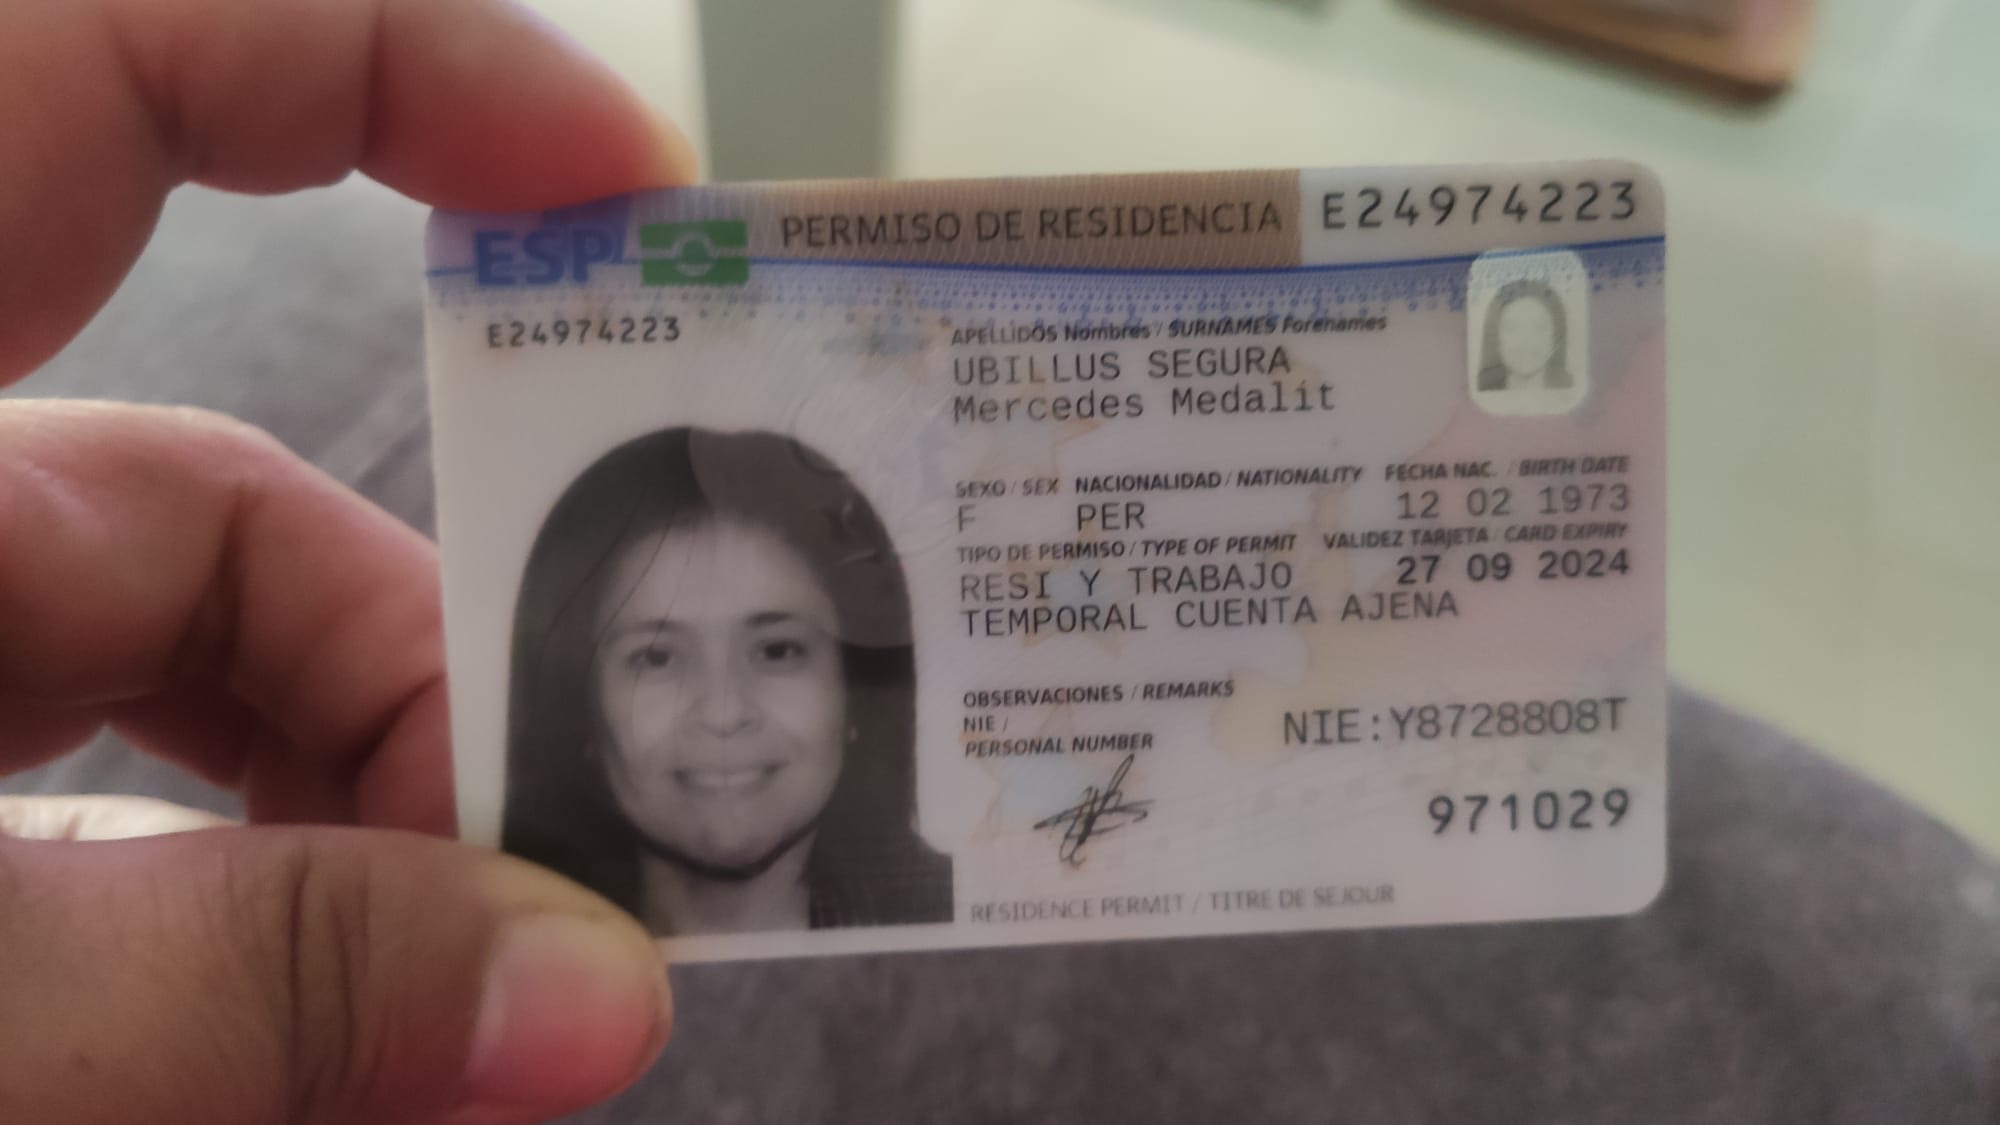 ESP PERMISO DE RESIDENCIA E24974223
E24974223
APELLIDOS Nombres / SURNAMES Forenames
UBILLUS SEGURA
Mercedes Medalit
SEXO / SEX NACIONALIDAD / NATIONALITY FECHA NAC. / BIRTH DATE
F PER 12 02 1973
TIPO DE PERMISO / TYPE OF PERMIT VALIDEZ TARJETA / CARD EXPIRY
RESI Y TRABAJO 27 09 2024
TEMPORAL CUENTA AJENA
OBSERVACIONES / REMARKS
NIE / NIE:Y8728808T
PERSONAL NUMBER
971029
RESIDENCE PERMIT / TITRE DE SEJOUR